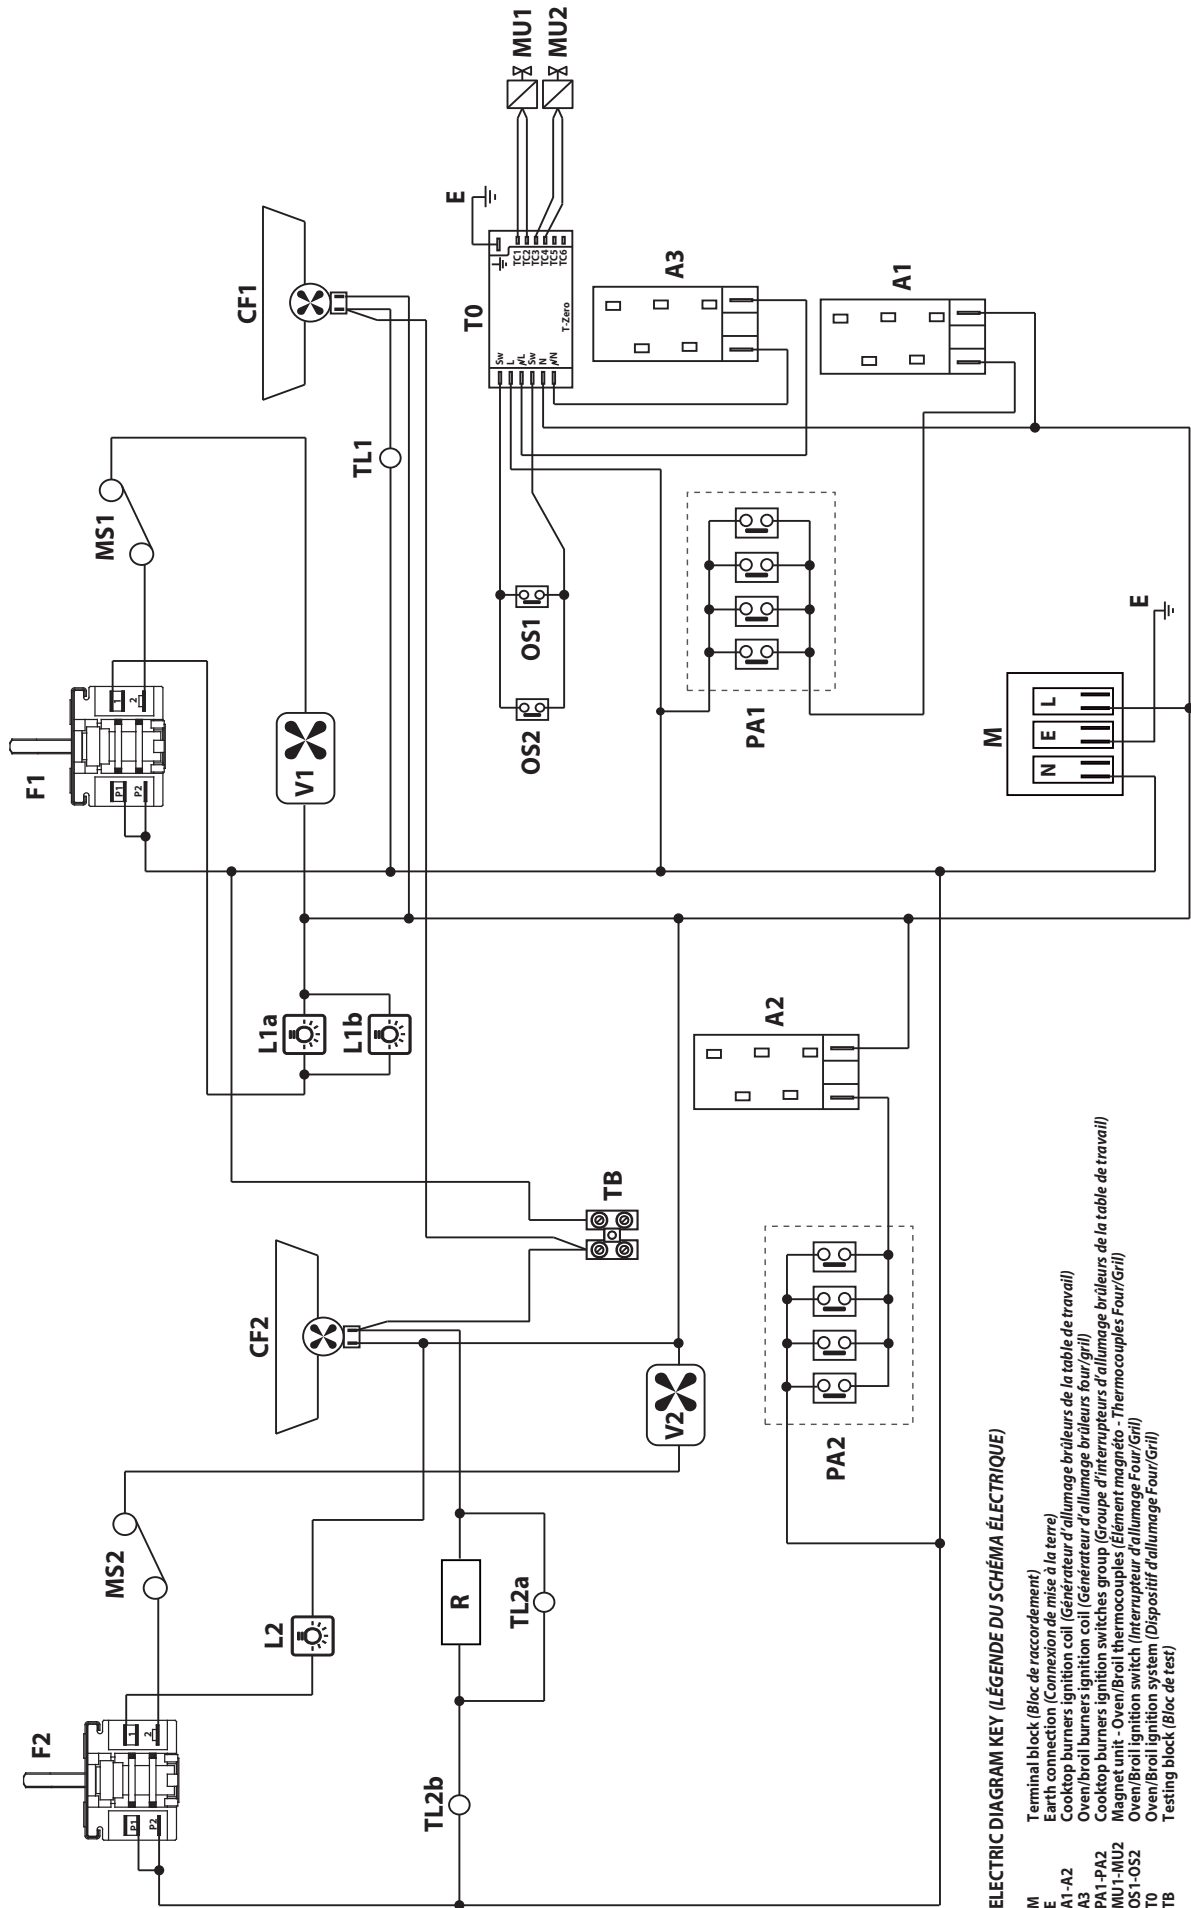 F2
MS2
L2
TL2b
R
TL2a
CF2
V2
TB
PA2
A2
F1
MS1
V1
L1a
L1b
CF1
TL1
T0
E
MU1
MU2
Sw
L
VL
Sw
N
VN
T-Zero
TC1
TC2
TC3
TC4
TC5
TC6
A3
A1
OS1
OS2
PA1
M
N
E
L
E
P1
P2
1
2
P1
P2
1
2
ELECTRIC DIAGRAM KEY (LÉGENDE DU SCHÉMA ÉLECTRIQUE)
M Terminal block (Bloc de raccordement)
E Earth connection (Connexion de mise à la terre)
A1-A2 Cooktop burners ignition coil (Générateur d'allumage brûleurs de la table de travail)
A3 Oven/broil burners ignition coil (Générateur d'allumage brûleurs four/gril)
PA1-PA2 Cooktop burners ignition switches group (Groupe d'interrupteurs d'allumage brûleurs de la table de travail)
MU1-MU2 Magnet unit - Oven/Broil thermocouples (Élément magnéto - Thermocouples Four/Gril)
OS1-OS2 Oven/Broil ignition switch (Interrupteur d'allumage Four/Gril)
T0 Oven/Broil ignition system (Dispositif d'allumage Four/Gril)
TB Testing block (Bloc de test)